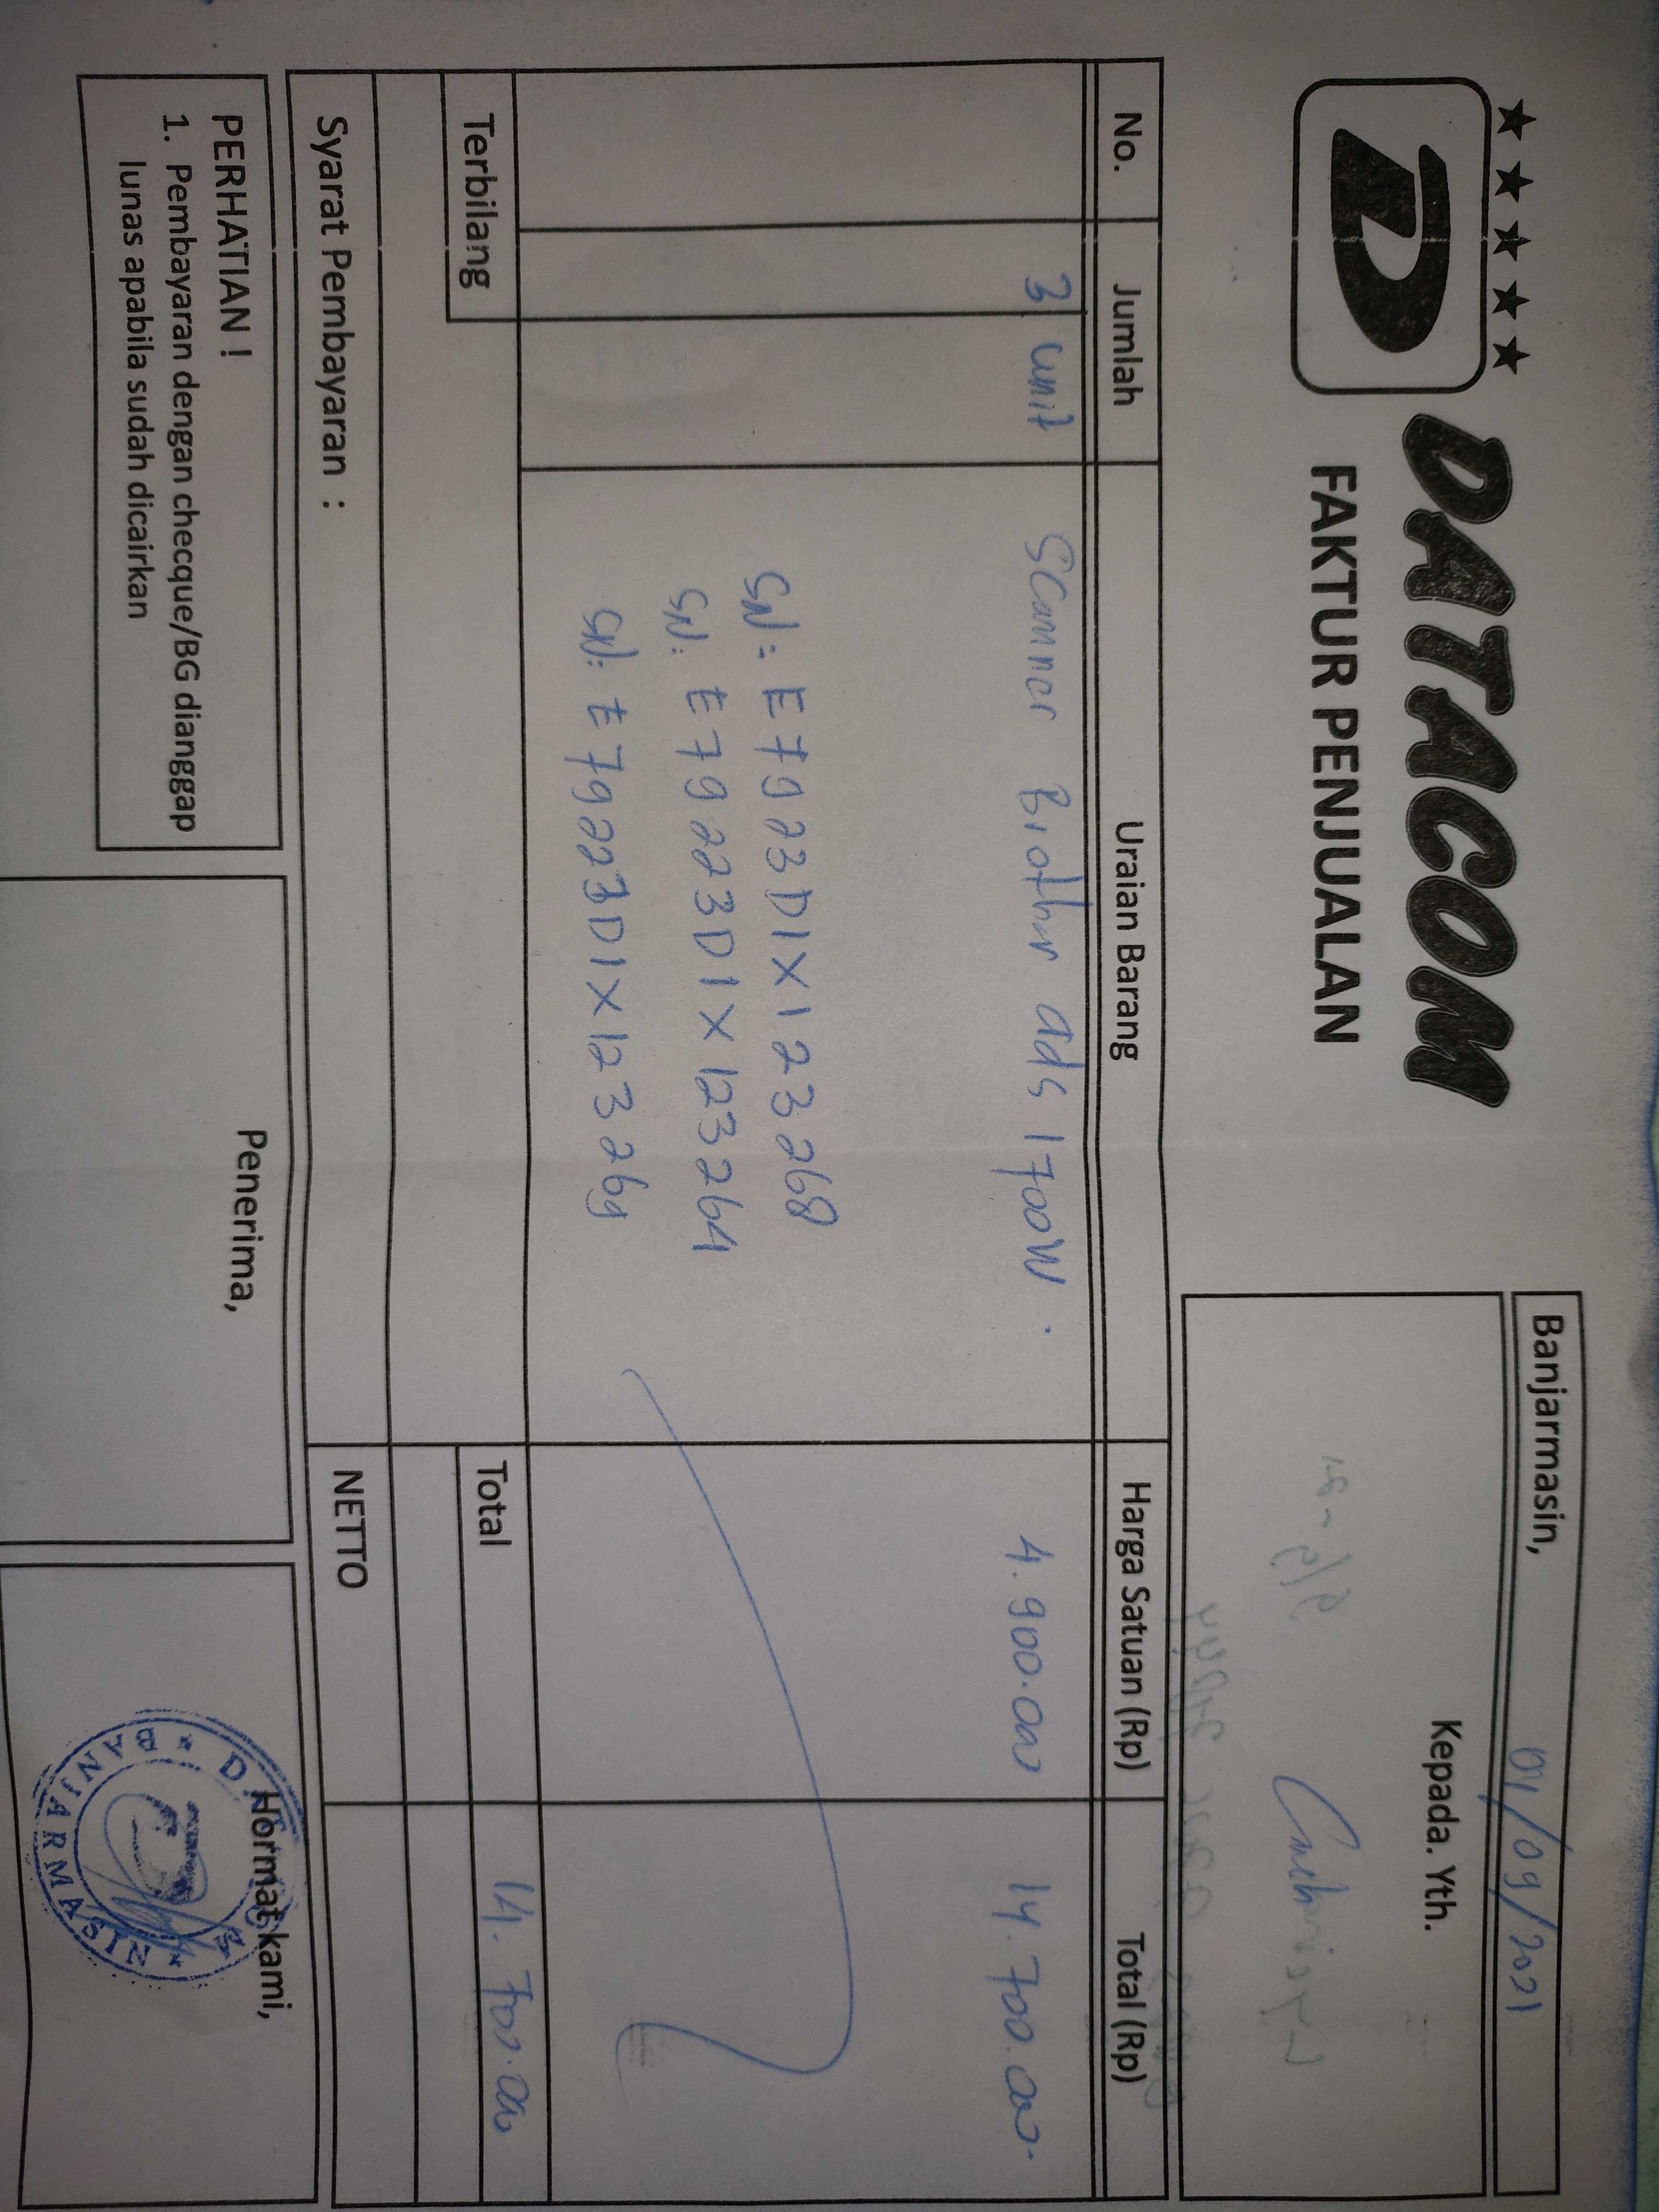 DATACOM
FAKTUR PENJUALAN
Banjarmasin, 01/09/2021
Kepada. Yth.
No. Jumlah Uraian Barang Harga Satuan (Rp) Total (Rp)
3 unit Scanner Brother ads 1700W. 4.900.000 14.700.000.
SN: E7923D1X123268
SN: E79223D1X123264
SN: E79223D1X123269
Terbilang Total 14.700.000
Syarat Pembayaran : NETTO
PERHATIAN !
1. Pembayaran dengan checque/BG dianggap
lunas apabila sudah dicairkan
Penerima,
Hormat kami,
BANJARMASIN